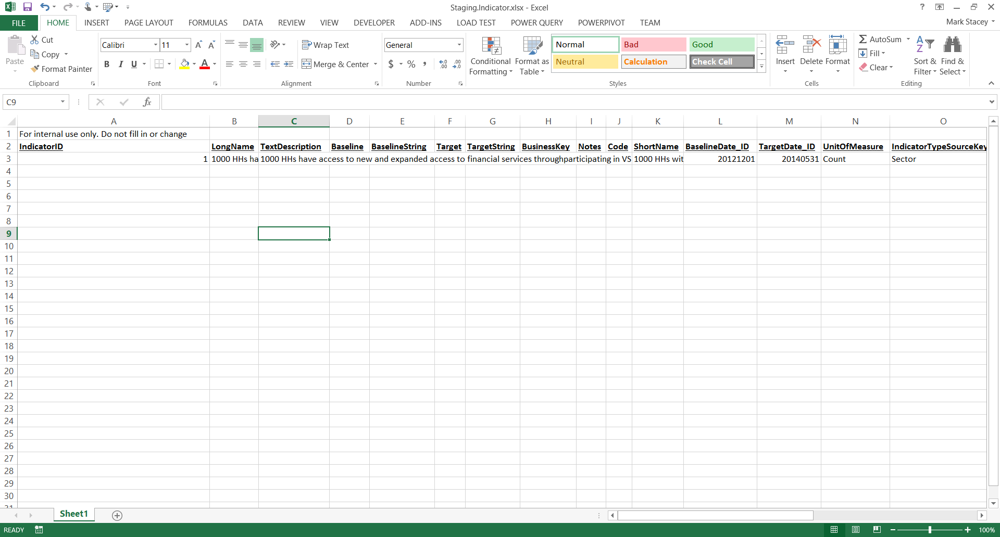 Staging.Indicator.xlsx - Excel
FILE HOME INSERT PAGE LAYOUT FORMULAS DATA REVIEW VIEW DEVELOPER ADD-INS LOAD TEST POWER QUERY POWERPIVOT TEAM Mark Stacey
Paste
Cut
Copy
Format Painter
Clipboard
Calibri 11
B I U
Font
Wrap Text
Merge & Center
Alignment
General
$ % ,
Number
Conditional Formatting
Format as Table
Normal Bad Good
Neutral Calculation Check Cell
Styles
Insert Delete Format
Cells
AutoSum
Fill
Clear
Sort & Filter
Find & Select
Editing
C9 fx
A B C D E F G H I J K L M N O
1 For internal use only. Do not fill in or change
2 IndicatorID LongName TextDescription Baseline BaselineString Target TargetString BusinessKey Notes Code ShortName BaselineDate_ID TargetDate_ID UnitOfMeasure IndicatorTypeSourceKey
3 1 1000 HHs ha 1000 HHs have access to new and expanded access to financial services throughparticipating in VS 1000 HHs wit 20121201 20140531 Count Sector
4
5
6
7
8
9
10
11
12
13
14
15
16
17
18
19
20
21
22
23
24
25
26
27
28
29
30
31
Sheet1
READY 100%